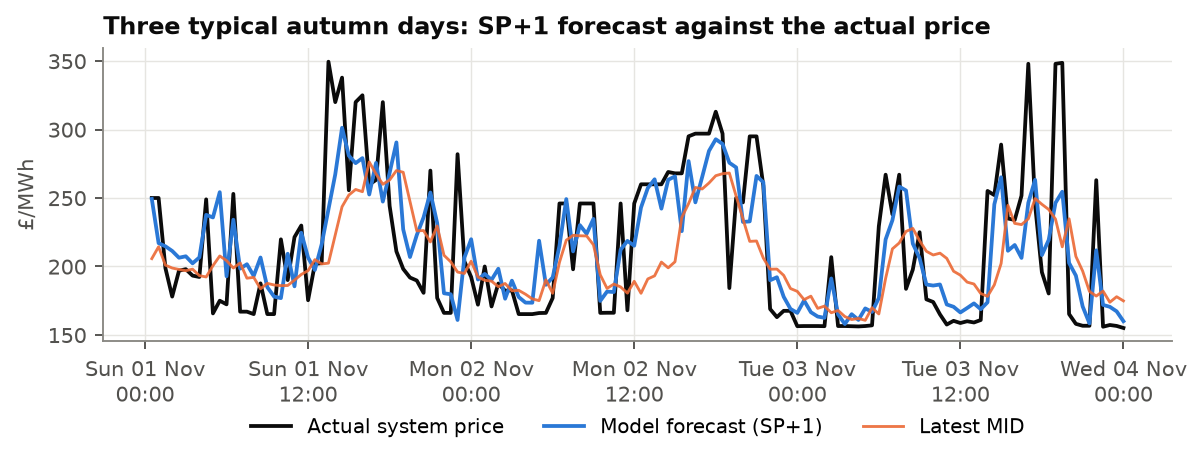 Three typical autumn days: SP+1 forecast against the actual price
£/MWh
350
300
250
200
150
Sun 01 Nov
00:00
Sun 01 Nov
12:00
Mon 02 Nov
00:00
Mon 02 Nov
12:00
Tue 03 Nov
00:00
Tue 03 Nov
12:00
Wed 04 Nov
00:00
Actual system price
Model forecast (SP+1)
Latest MID